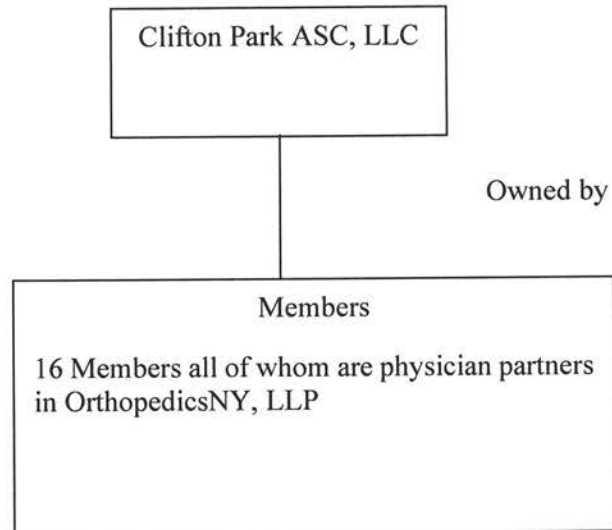 Clifton Park ASC, LLC
Owned by
Members
16 Members all of whom are physician partners
in OrthopedicsNY, LLP